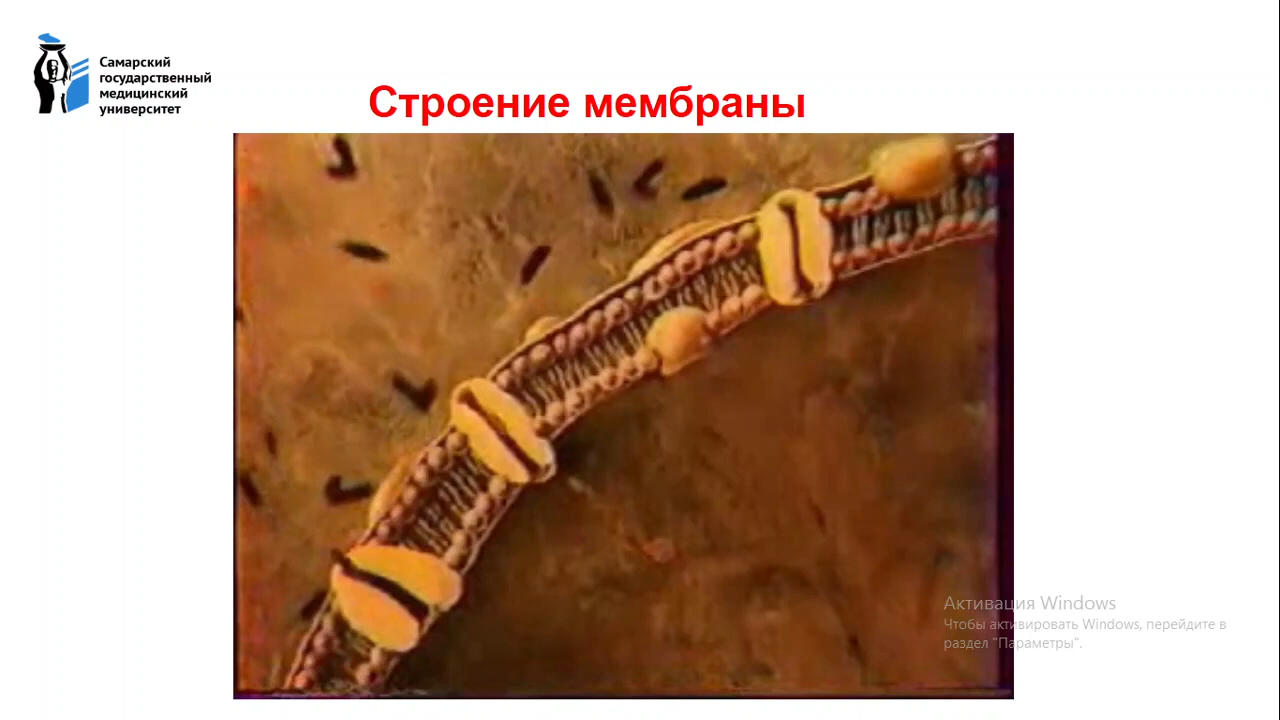 Самарский
государственный
медицинский
университет
Строение мембраны
Активация Windows
Чтобы активировать Windows, перейдите в
раздел "Параметры".